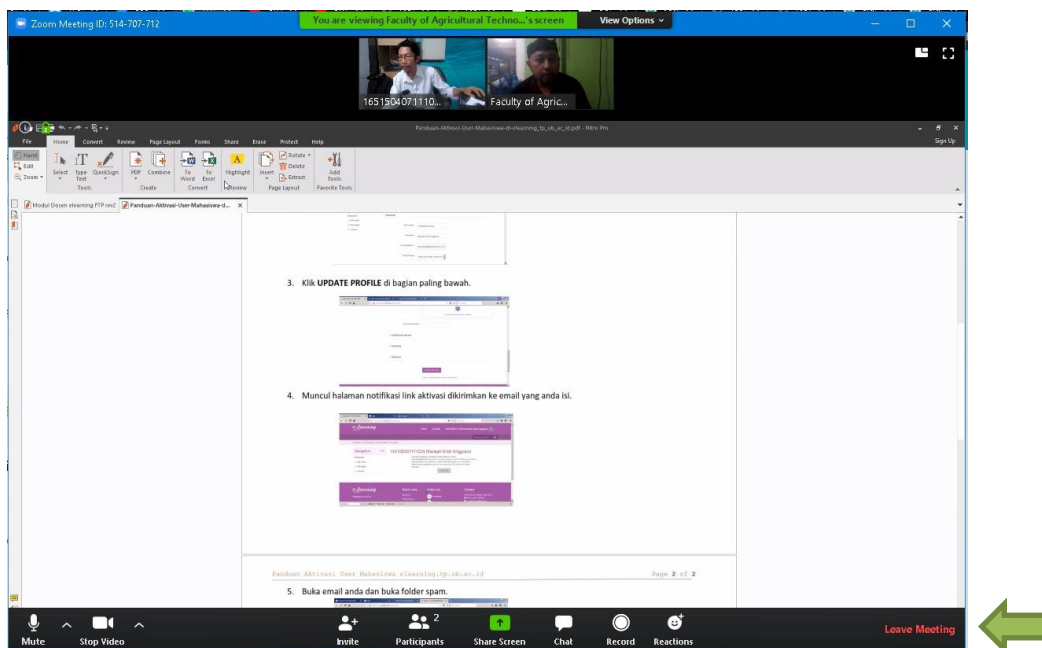 Zoom Meeting ID: 514-707-712
You are viewing Faculty of Agricultural Techno...'s screen
View Options
1651504071110...
Faculty of Agric...
Panduan-Aktivasi-User-Mahasiswa-di-elearning_tp_ub_ac_id.pdf - Nitro Pro
File Home Convert Review Page Layout Forms Share Erase Protect Help
Sign Up
Hand
Edit
Zoom
Select
Type Text
QuickSign
PDF
Combine
To Word
To Excel
Highlight
Insert
Rotate
Delete
Extract
Add Tools
Tools
Create
Convert
Review
Page Layout
Favorite Tools
Modul Dosen elearning FTP rev2
Panduan-Aktivasi-User-Mahasiswa-d...
3. Klik UPDATE PROFILE di bagian paling bawah.
4. Muncul halaman notifikasi link aktivasi dikirimkan ke email yang anda isi.
Panduan Aktivasi User Mahasiswa elearning.tp.ub.ac.id
Page 2 of 2
5. Buka email anda dan buka folder spam.
Mute
Stop Video
Invite
Participants
2
Share Screen
Chat
Record
Reactions
Leave Meeting